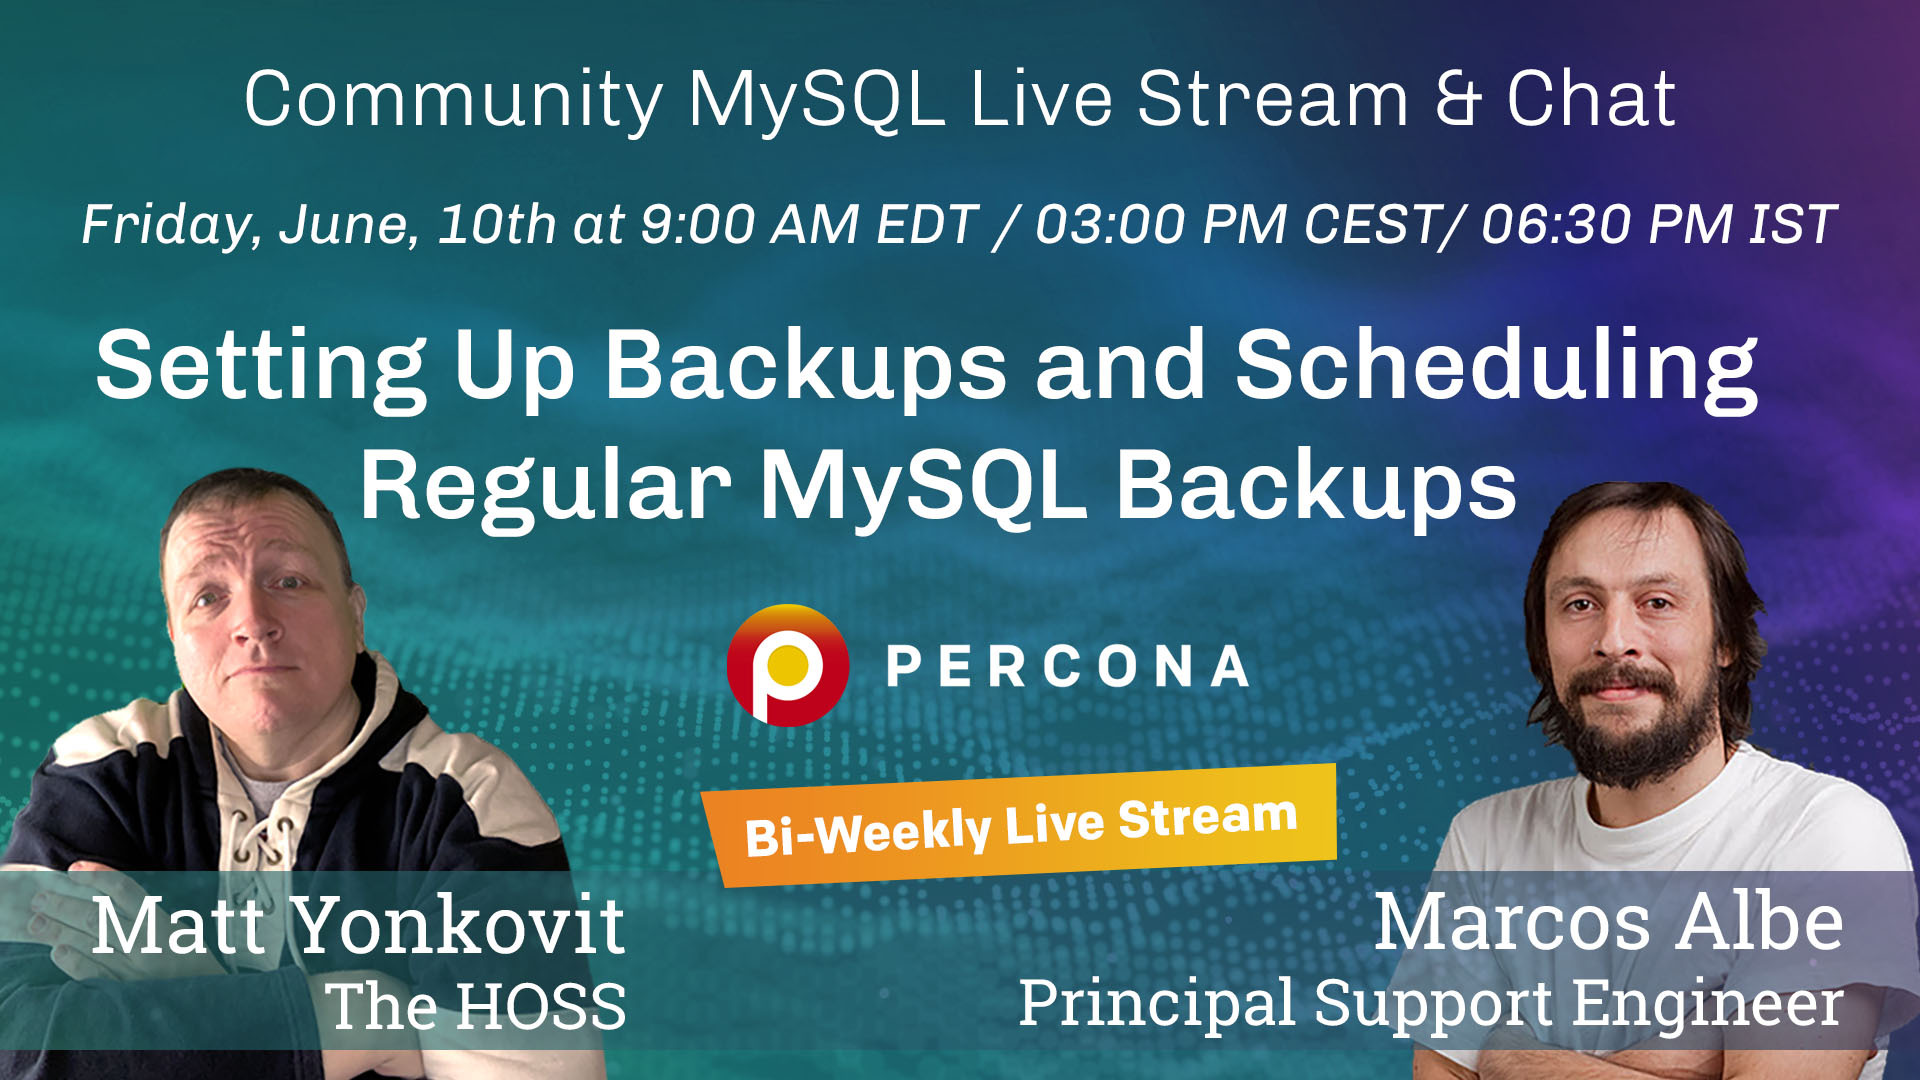 Community MySQL Live Stream & Chat
Friday, June, 10th at 9:00 AM EDT / 03:00 PM CEST/ 06:30 PM IST
Setting Up Backups and Scheduling
Regular MySQL Backups
PERCONA
Bi-Weekly Live Stream
Matt Yonkovit
The HOSS
Marcos Albe
Principal Support Engineer